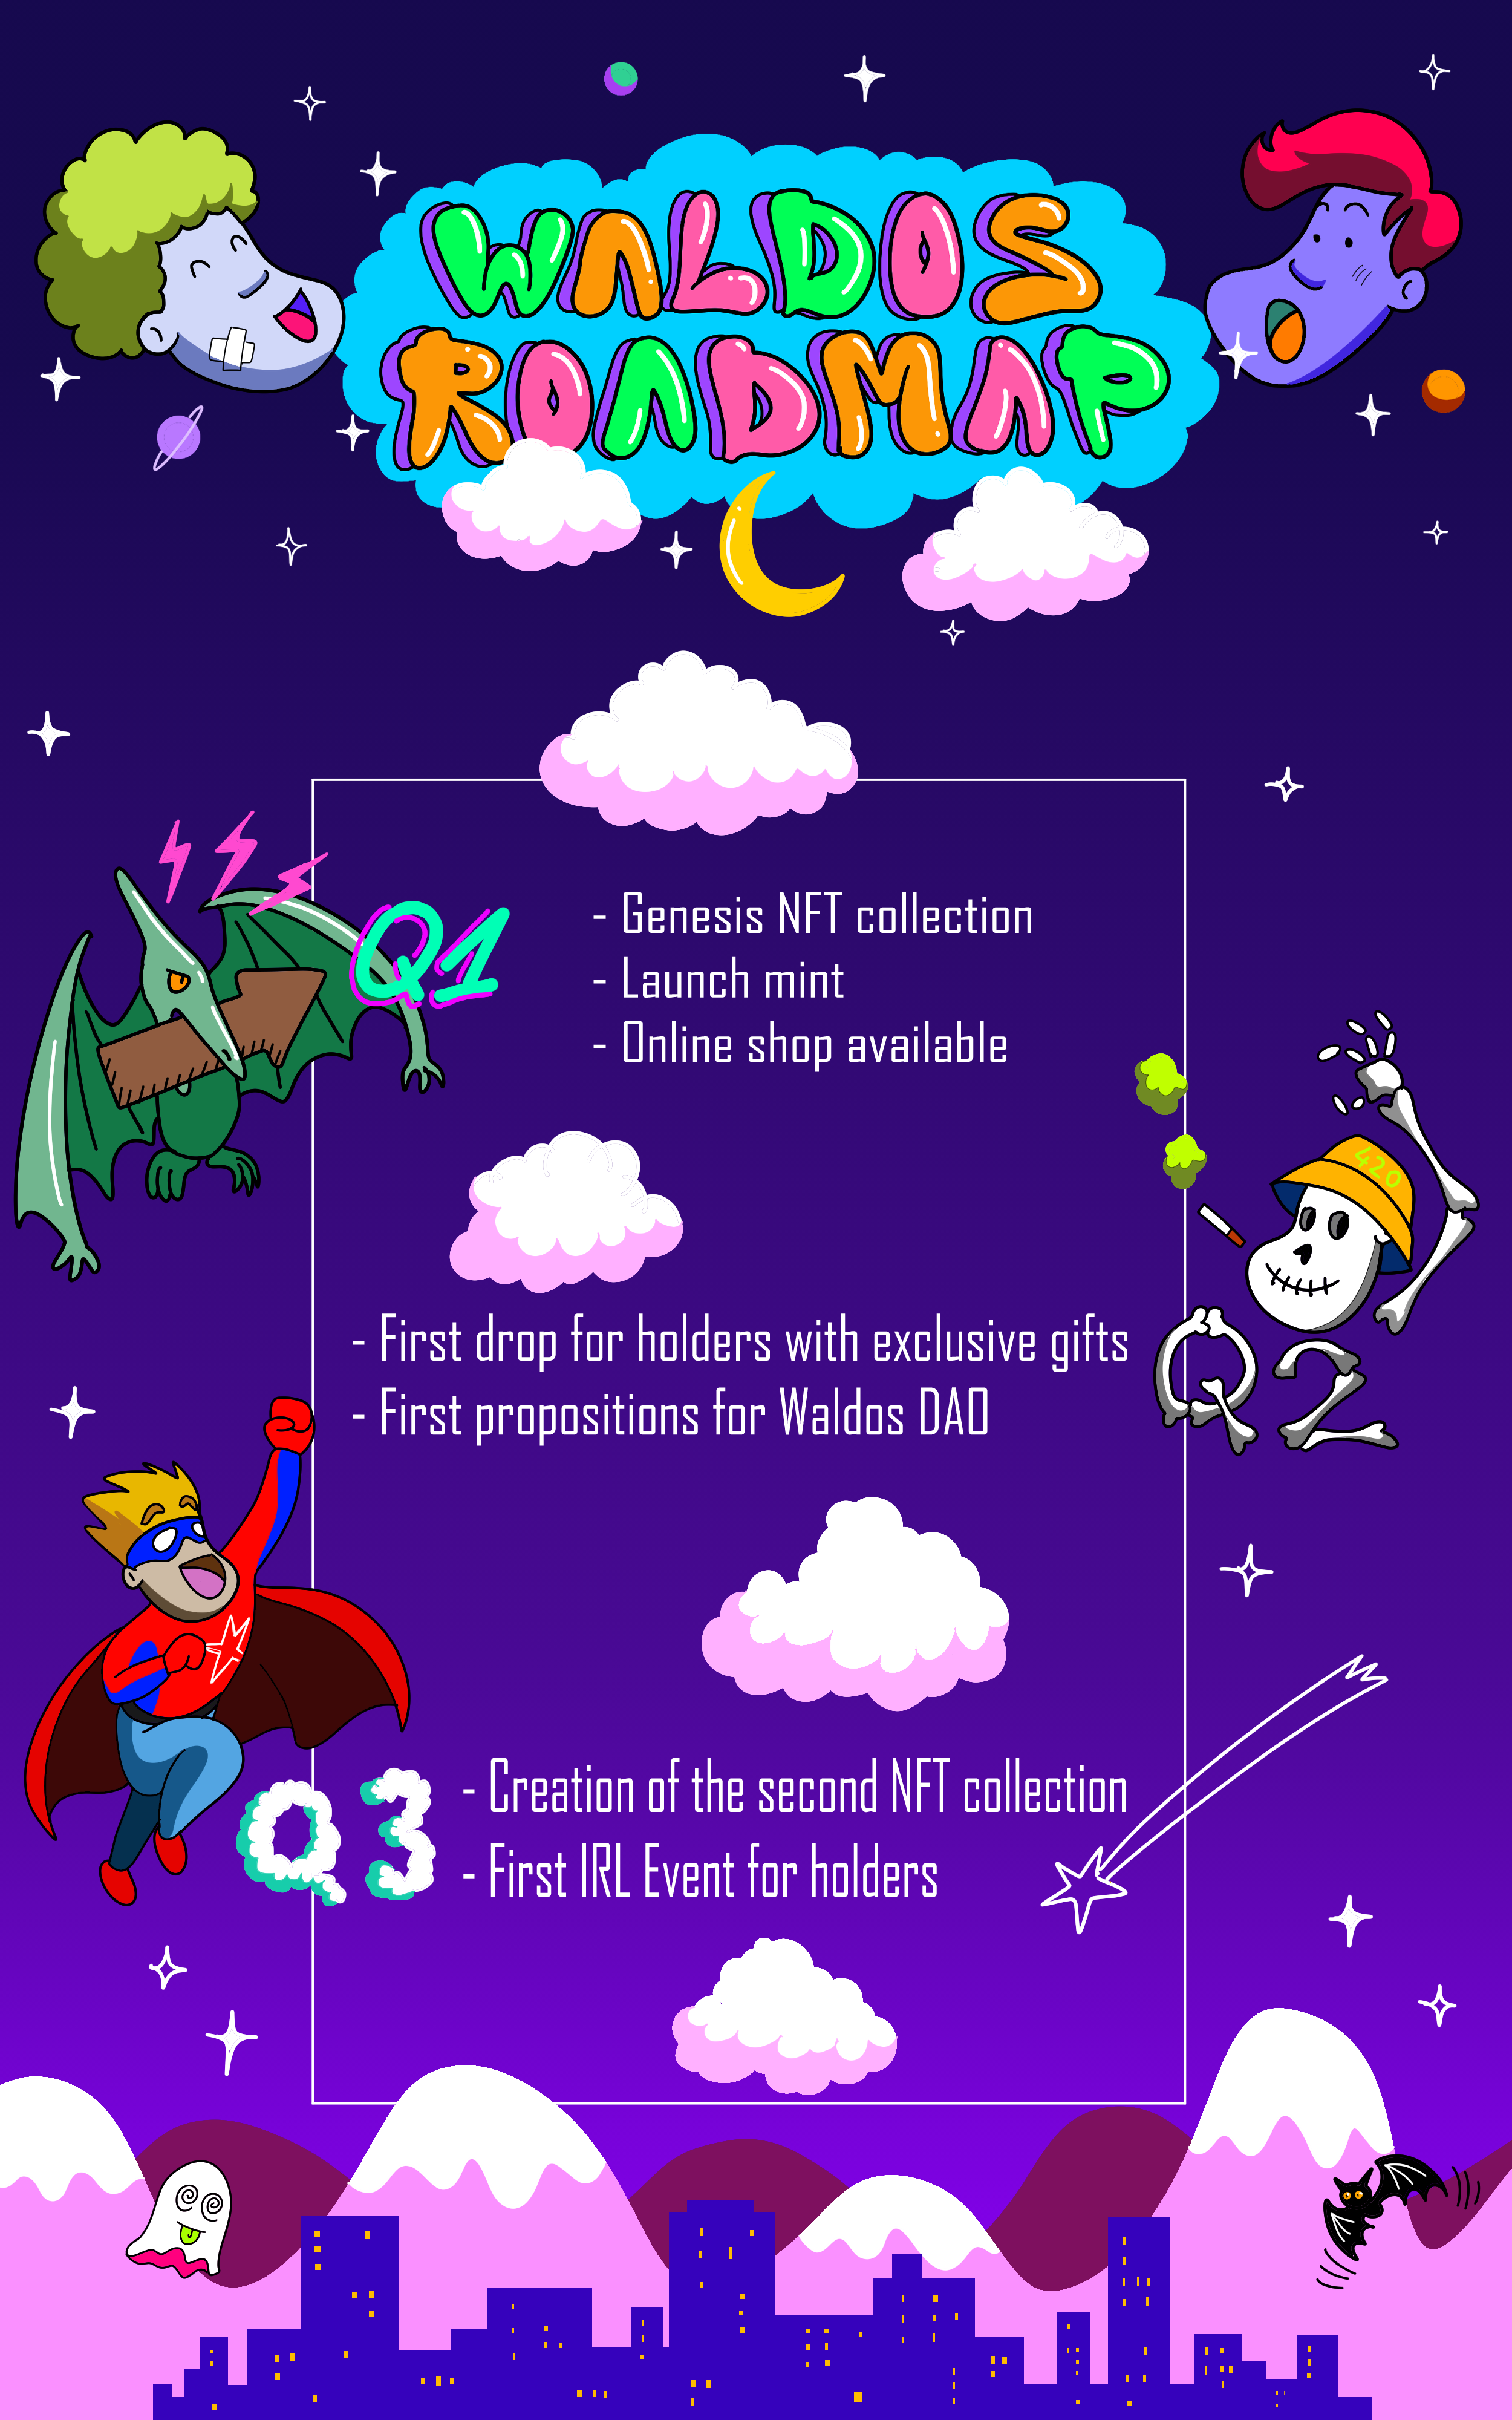 WALDOS
ROADMAP
Q1
- Genesis NFT collection
- Launch mint
- Online shop available
420
- First drop for holders with exclusive gifts
- First propositions for Waldos DAO
Q2
Q3
- Creation of the second NFT collection
- First IRL Event for holders